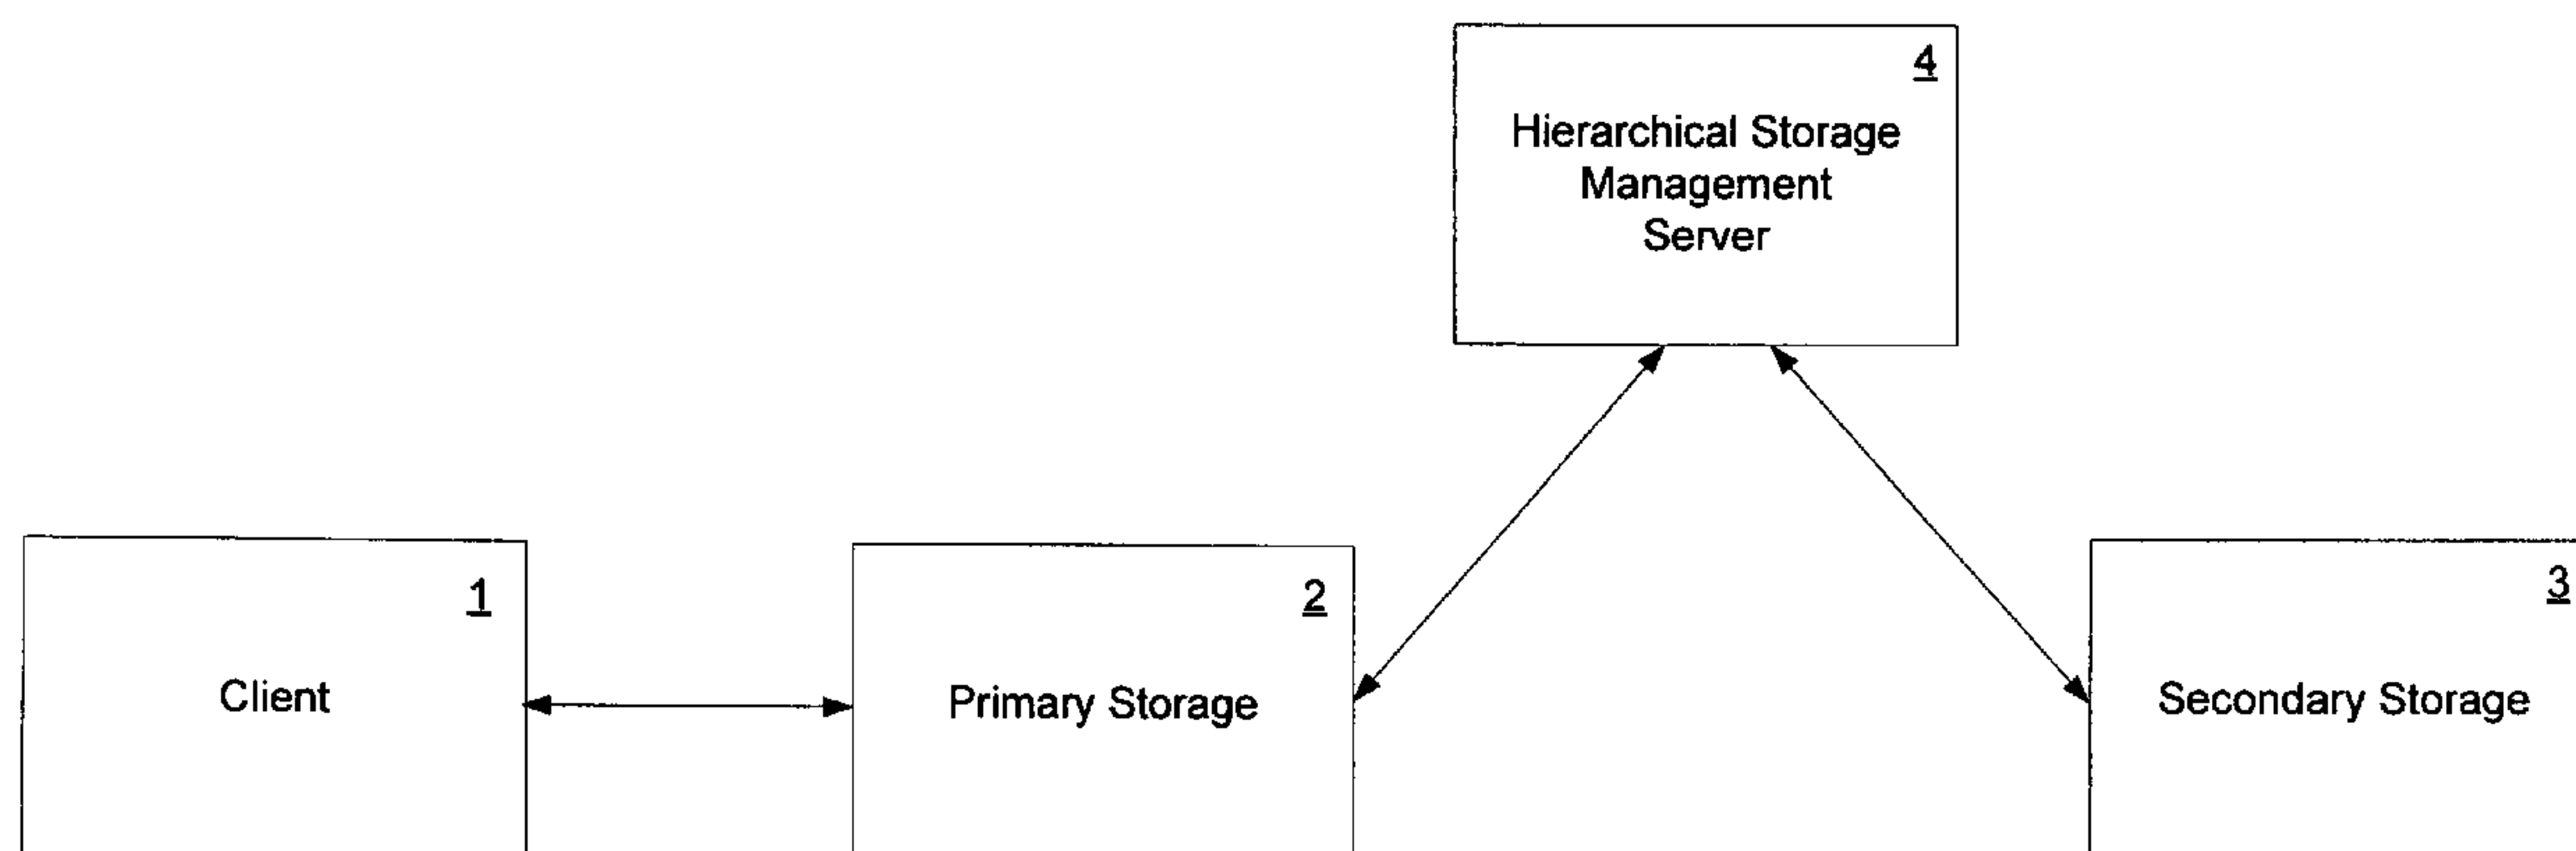 4
Hierarchical Storage
Management
Server
1
Client
2
Primary Storage
3
Secondary Storage